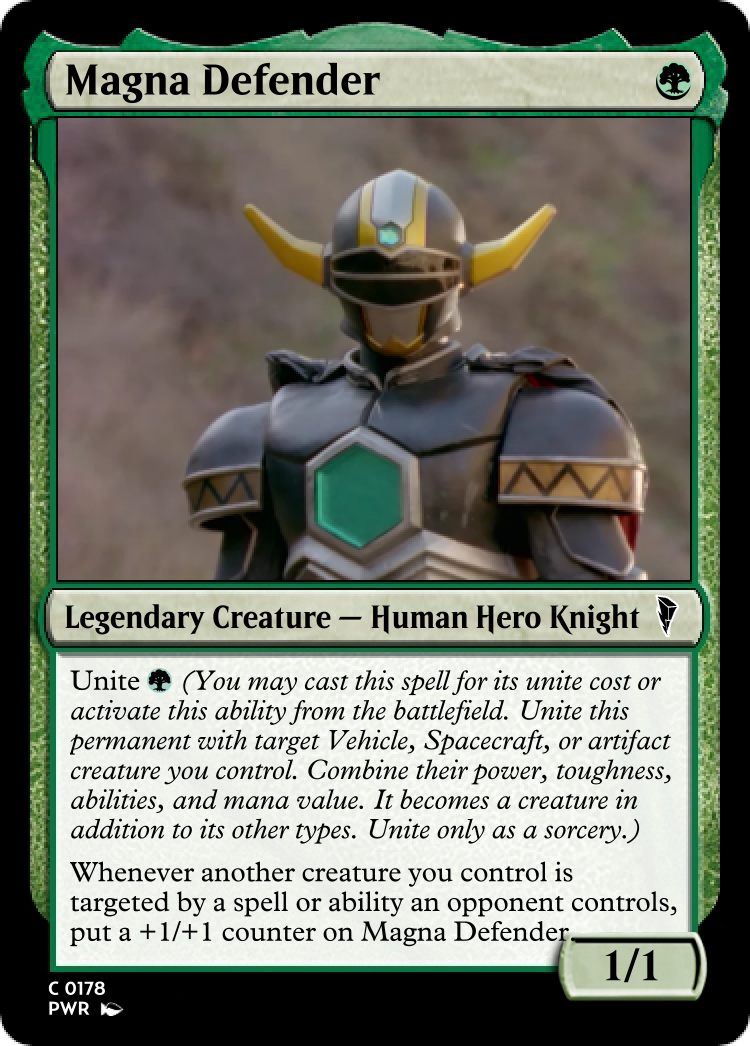 Magna Defender
Legendary Creature — Human Hero Knight
Unite (You may cast this spell for its unite cost or
activate this ability from the battlefield. Unite this
permanent with target Vehicle, Spacecraft, or artifact
creature you control. Combine their power, toughness,
abilities, and mana value. It becomes a creature in
addition to its other types. Unite only as a sorcery.)
Whenever another creature you control is
targeted by a spell or ability an opponent controls,
put a +1/+1 counter on Magna Defender.
1/1
C 0178
PWR